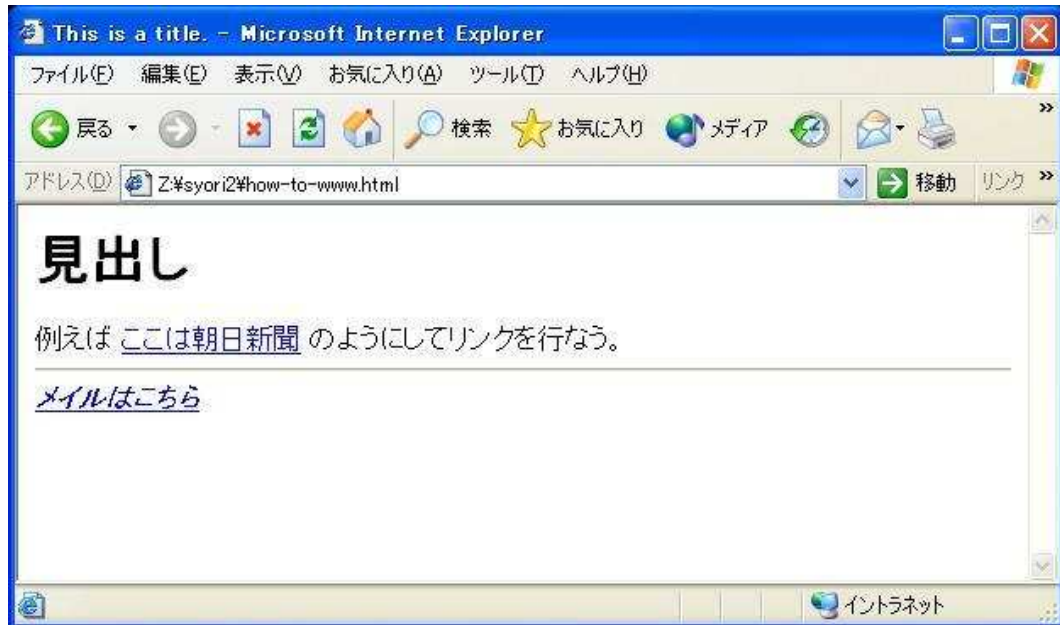 This is a title. - Microsoft Internet Explorer
ファイル(F) 編集(E) 表示(V) お気に入り(A) ツール(T) ヘルプ(H)
戻る 検索 お気に入り メディア »
アドレス(D) Z:¥syori2¥how-to-www.html 移動 リンク »
見出し
例えば ここは朝日新聞 のようにしてリンクを行なう。
メイルはこちら
イントラネット